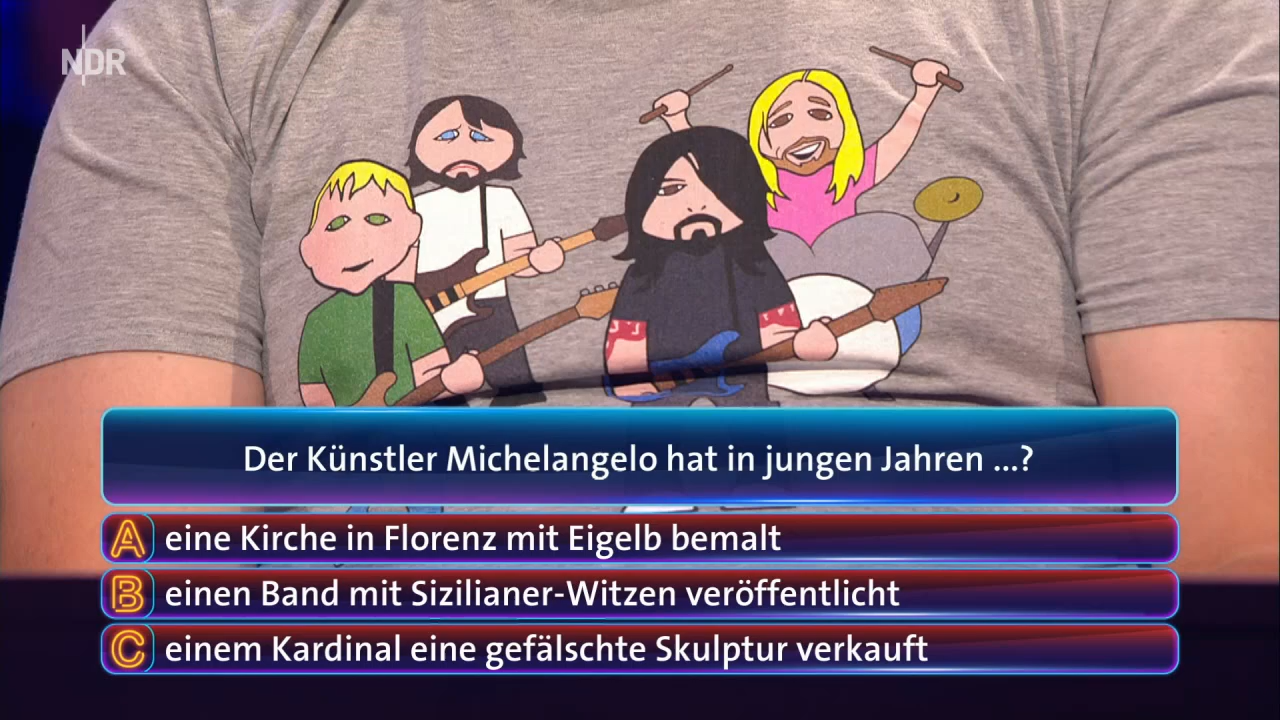 NDR
Der Künstler Michelangelo hat in jungen Jahren ...?
A eine Kirche in Florenz mit Eigelb bemalt
B einen Band mit Sizilianer-Witzen veröffentlicht
C einem Kardinal eine gefälschte Skulptur verkauft